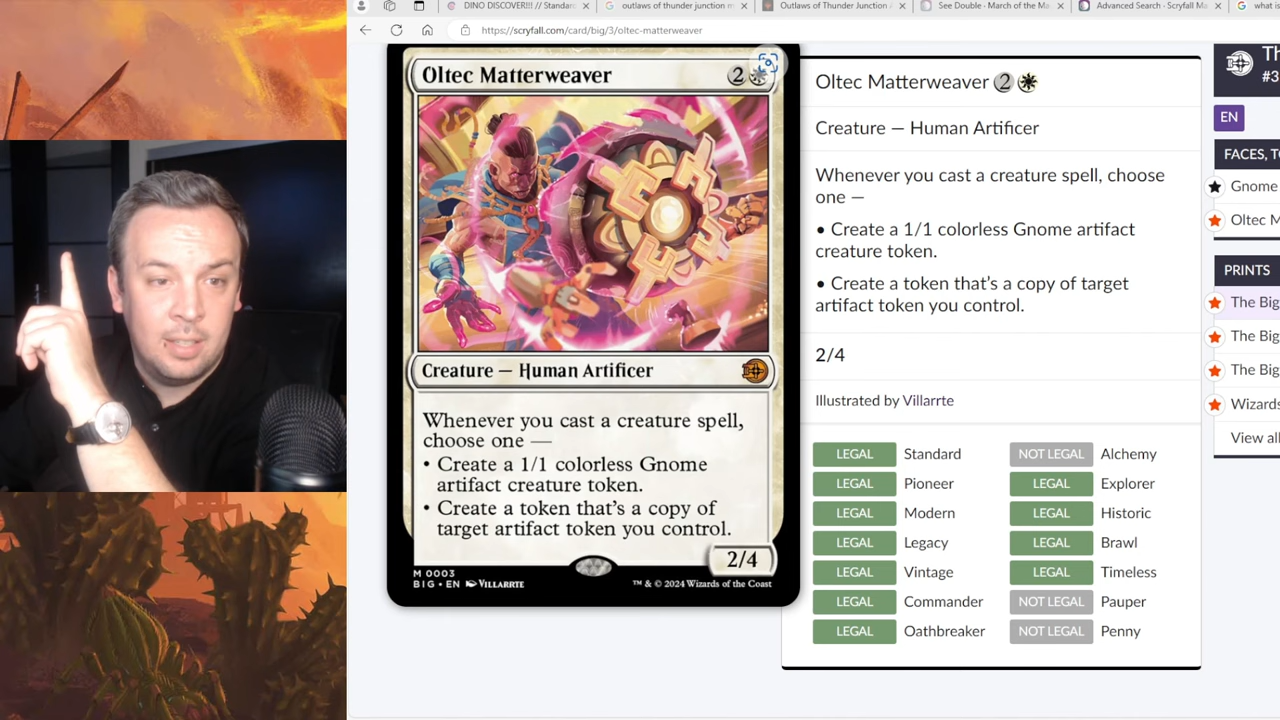 DINO DISCOVER!!! // Standar
outlaws of thunder junction m
Outlaws of Thunder Junction
See Double - March of the Ma
Advanced Search - Scryfall Ma
what is
https://scryfall.com/card/big/3/oltec-matterweaver
Oltec Matterweaver 2
Creature — Human Artificer
Whenever you cast a creature spell,
choose one —
• Create a 1/1 colorless Gnome
artifact creature token.
• Create a token that's a copy of
target artifact token you control.
2/4
M 0003
BIG • EN VILLARRTE
™ & © 2024 Wizards of the Coast
Oltec Matterweaver 2
Creature — Human Artificer
Whenever you cast a creature spell, choose
one —
• Create a 1/1 colorless Gnome artifact
creature token.
• Create a token that's a copy of target
artifact token you control.
2/4
Illustrated by Villarrte
LEGAL Standard NOT LEGAL Alchemy
LEGAL Pioneer LEGAL Explorer
LEGAL Modern LEGAL Historic
LEGAL Legacy LEGAL Brawl
LEGAL Vintage LEGAL Timeless
LEGAL Commander NOT LEGAL Pauper
LEGAL Oathbreaker NOT LEGAL Penny
Th
#3
EN
FACES, TO
Gnome
Oltec M
PRINTS
The Big
The Big
The Big
Wizards
View all